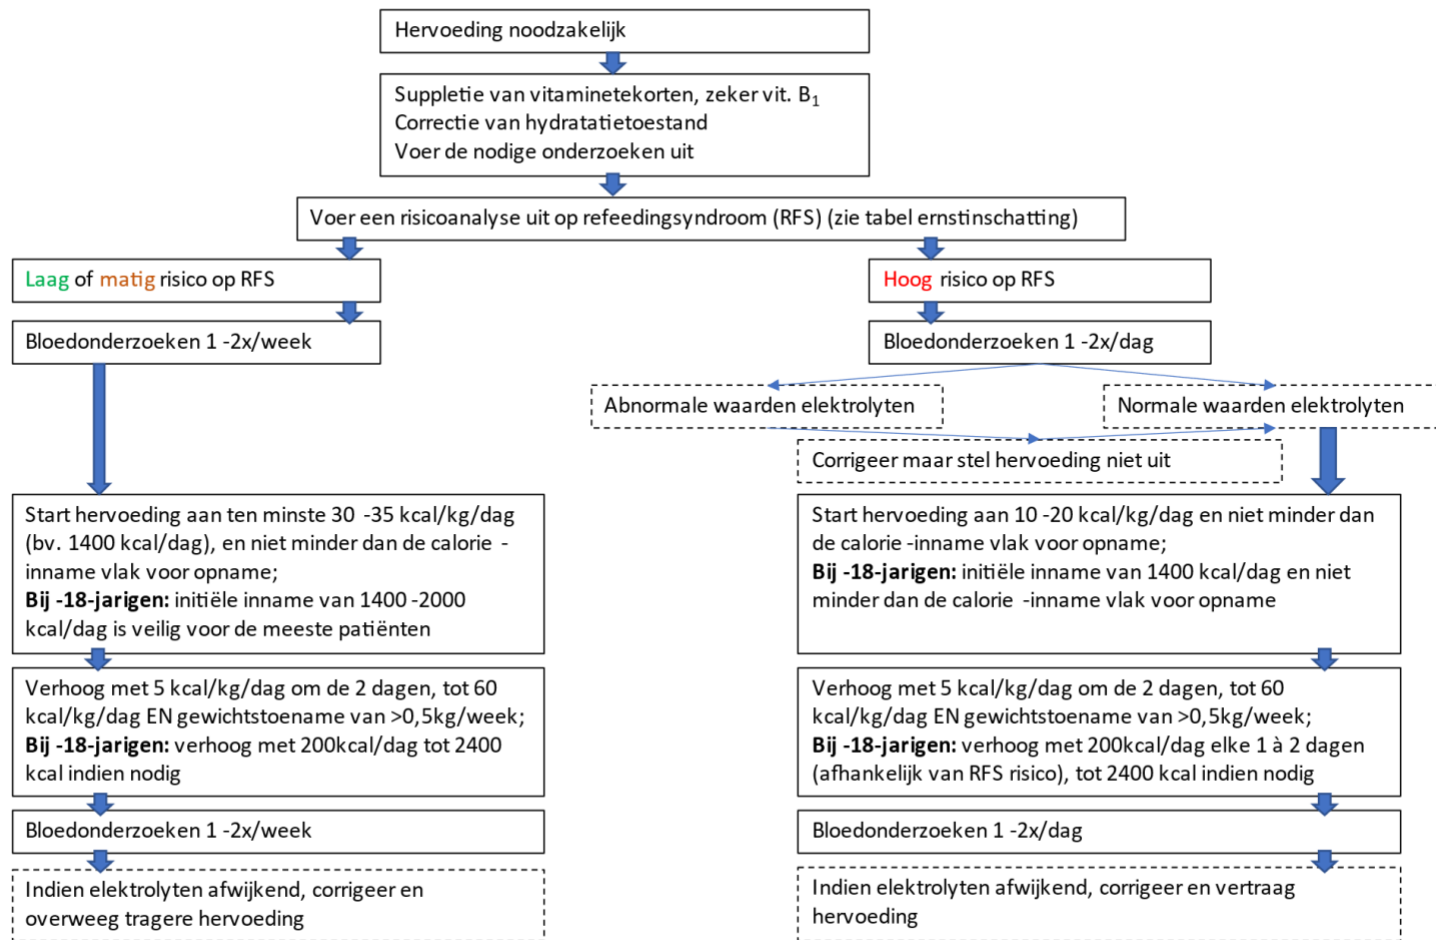 Hervoeding noodzakelijk
Suppletie van vitaminetekorten, zeker vit. B₁
Correctie van hydratatietoestand
Voer de nodige onderzoeken uit
Voer een risicoanalyse uit op refeedingsyndroom (RFS) (zie tabel ernstinschatting)
Laag of matig risico op RFS
Bloedonderzoeken 1 -2x/week
Start hervoeding aan ten minste 30 -35 kcal/kg/dag
(bv. 1400 kcal/dag), en niet minder dan de calorie -
inname vlak voor opname;
Bij -18-jarigen: initiële inname van 1400 -2000
kcal/dag is veilig voor de meeste patiënten
Verhoog met 5 kcal/kg/dag om de 2 dagen, tot 60
kcal/kg/dag EN gewichtstoename van >0,5kg/week;
Bij -18-jarigen: verhoog met 200kcal/dag tot 2400
kcal indien nodig
Bloedonderzoeken 1 -2x/week
Indien elektrolyten afwijkend, corrigeer en
overweeg tragere hervoeding
Hoog risico op RFS
Bloedonderzoeken 1 -2x/dag
Abnormale waarden elektrolyten
Normale waarden elektrolyten
Corrigeer maar stel hervoeding niet uit
Start hervoeding aan 10 -20 kcal/kg/dag en niet minder dan
de calorie -inname vlak voor opname;
Bij -18-jarigen: initiële inname van 1400 kcal/dag en niet
minder dan de calorie -inname vlak voor opname
Verhoog met 5 kcal/kg/dag om de 2 dagen, tot 60
kcal/kg/dag EN gewichtstoename van >0,5kg/week;
Bij -18-jarigen: verhoog met 200kcal/dag elke 1 à 2 dagen
(afhankelijk van RFS risico), tot 2400 kcal indien nodig
Bloedonderzoeken 1 -2x/dag
Indien elektrolyten afwijkend, corrigeer en vertraag
hervoeding